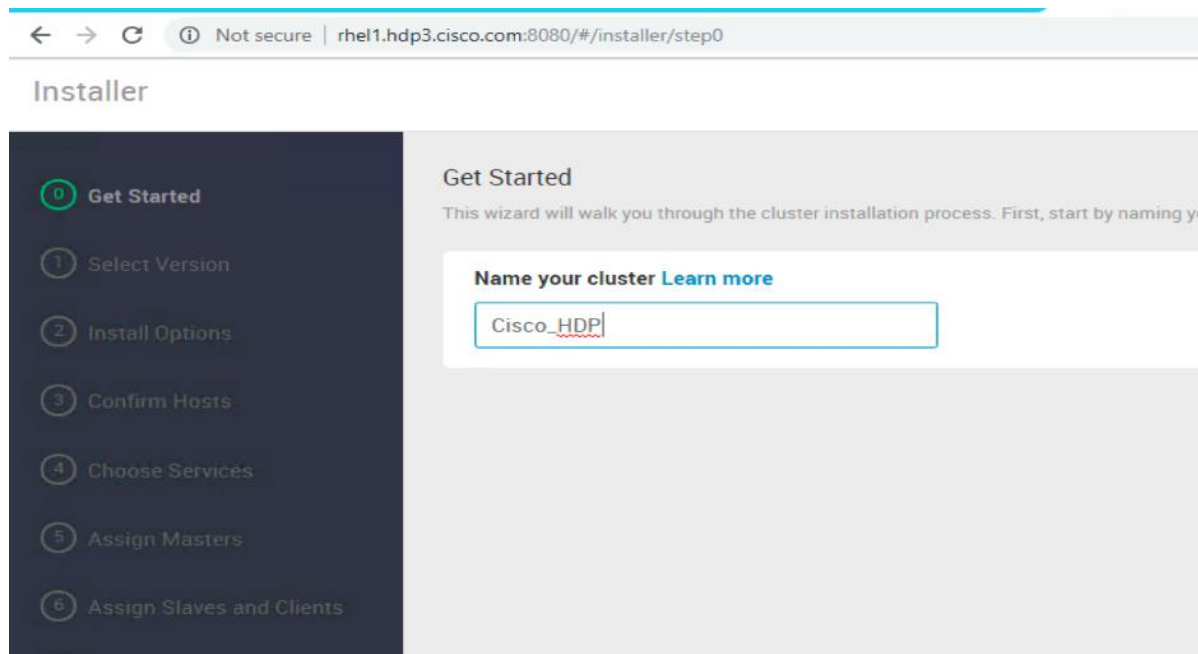 Not secure | rhel1.hdp3.cisco.com:8080/#/installer/step0
Installer
0 Get Started
1 Select Version
2 Install Options
3 Confirm Hosts
4 Choose Services
5 Assign Masters
6 Assign Slaves and Clients
Get Started
This wizard will walk you through the cluster installation process. First, start by naming y
Name your cluster Learn more
Cisco_HDP